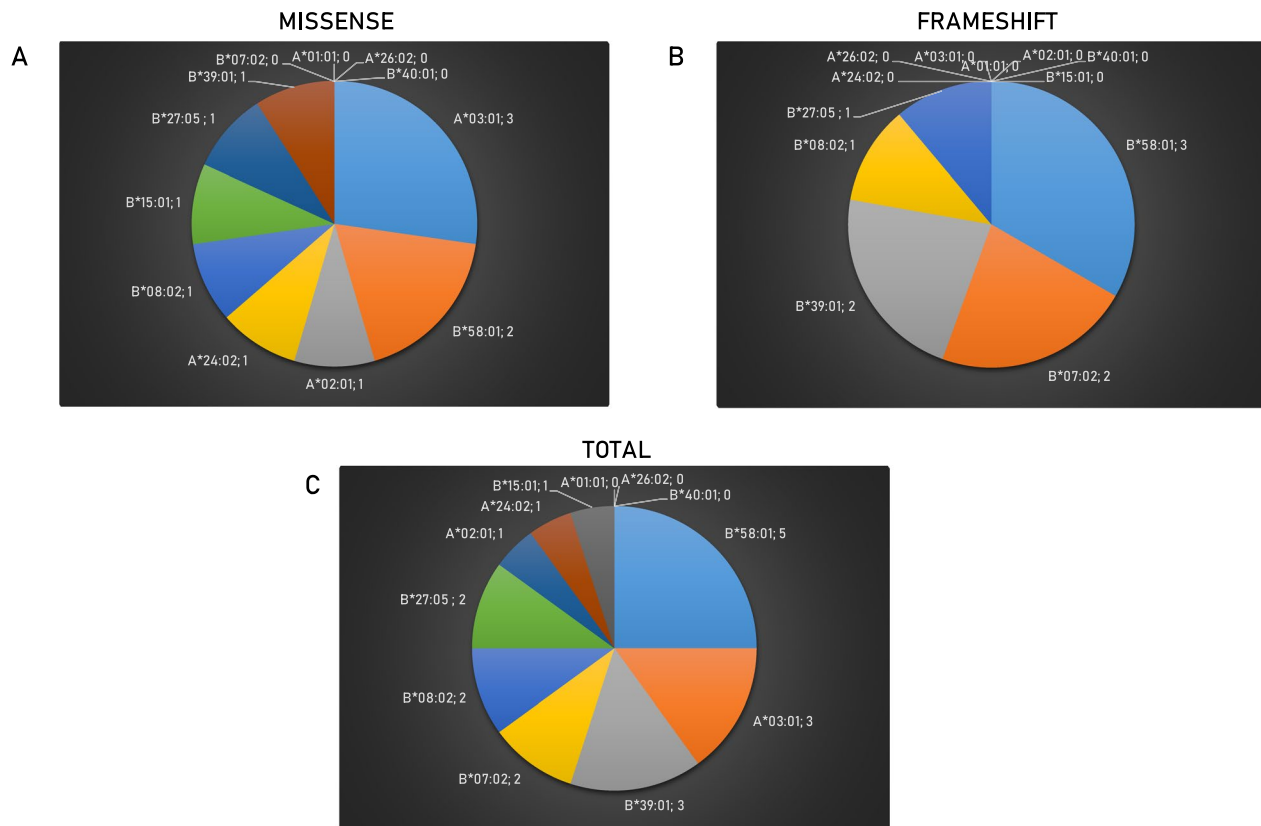 MISSENSE
A
B*07:02; 0
A*01:01; 0
A*26:02; 0
B*39:01; 1
B*40:01; 0
B*27:05 ; 1
A*03:01; 3
B*15:01; 1
B*08:02; 1
B*58:01; 2
A*24:02; 1
A*02:01; 1
FRAMESHIFT
B
A*26:02; 0
A*03:01; 0
A*02:01; 0
B*40:01; 0
A*01:01; 0
A*24:02; 0
B*15:01; 0
B*27:05 ; 1
B*08:02; 1
B*58:01; 3
B*39:01; 2
B*07:02; 2
TOTAL
C
B*15:01; 1
A*01:01; 0
A*26:02; 0
B*40:01; 0
A*24:02; 1
A*02:01; 1
B*58:01; 5
B*27:05 ; 2
B*08:02; 2
A*03:01; 3
B*07:02; 2
B*39:01; 3